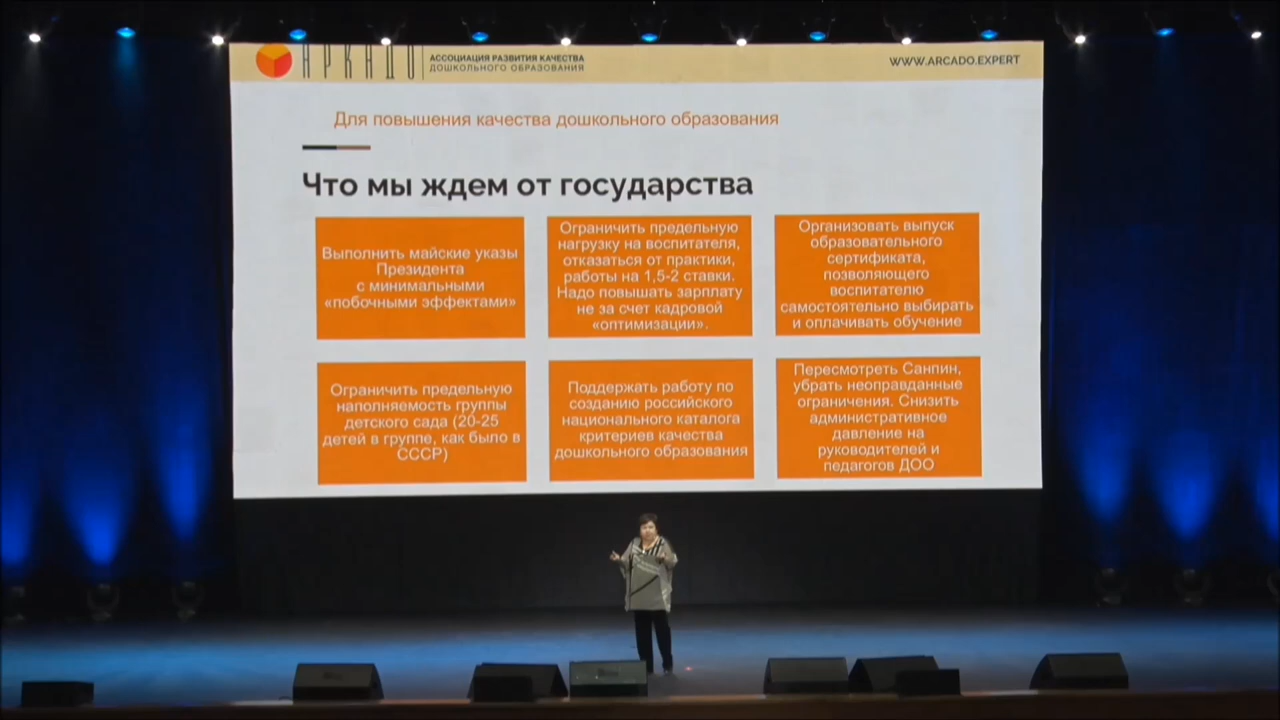 АРКАДО
АССОЦИАЦИЯ РАЗВИТИЯ КАЧЕСТВА
ДОШКОЛЬНОГО ОБРАЗОВАНИЯ
WWW.ARCADO.EXPERT
Для повышения качества дошкольного образования
Что мы ждем от государства
Выполнить майские указы
Президента
с минимальными
«побочными эффектами»
Ограничить предельную
нагрузку на воспитателя,
отказаться от практики,
работы на 1,5-2 ставки.
Надо повышать зарплату
не за счет кадровой
«оптимизации».
Организовать выпуск
образовательного
сертификата,
позволяющего
воспитателю
самостоятельно выбирать
и оплачивать обучение
Ограничить предельную
наполняемость группы
детского сада (20-25
детей в группе, как было в
СССР)
Поддержать работу по
созданию российского
национального каталога
критериев качества
дошкольного образования
Пересмотреть Санпин,
убрать неоправданные
ограничения. Снизить
административное
давление на
руководителей и
педагогов ДОО